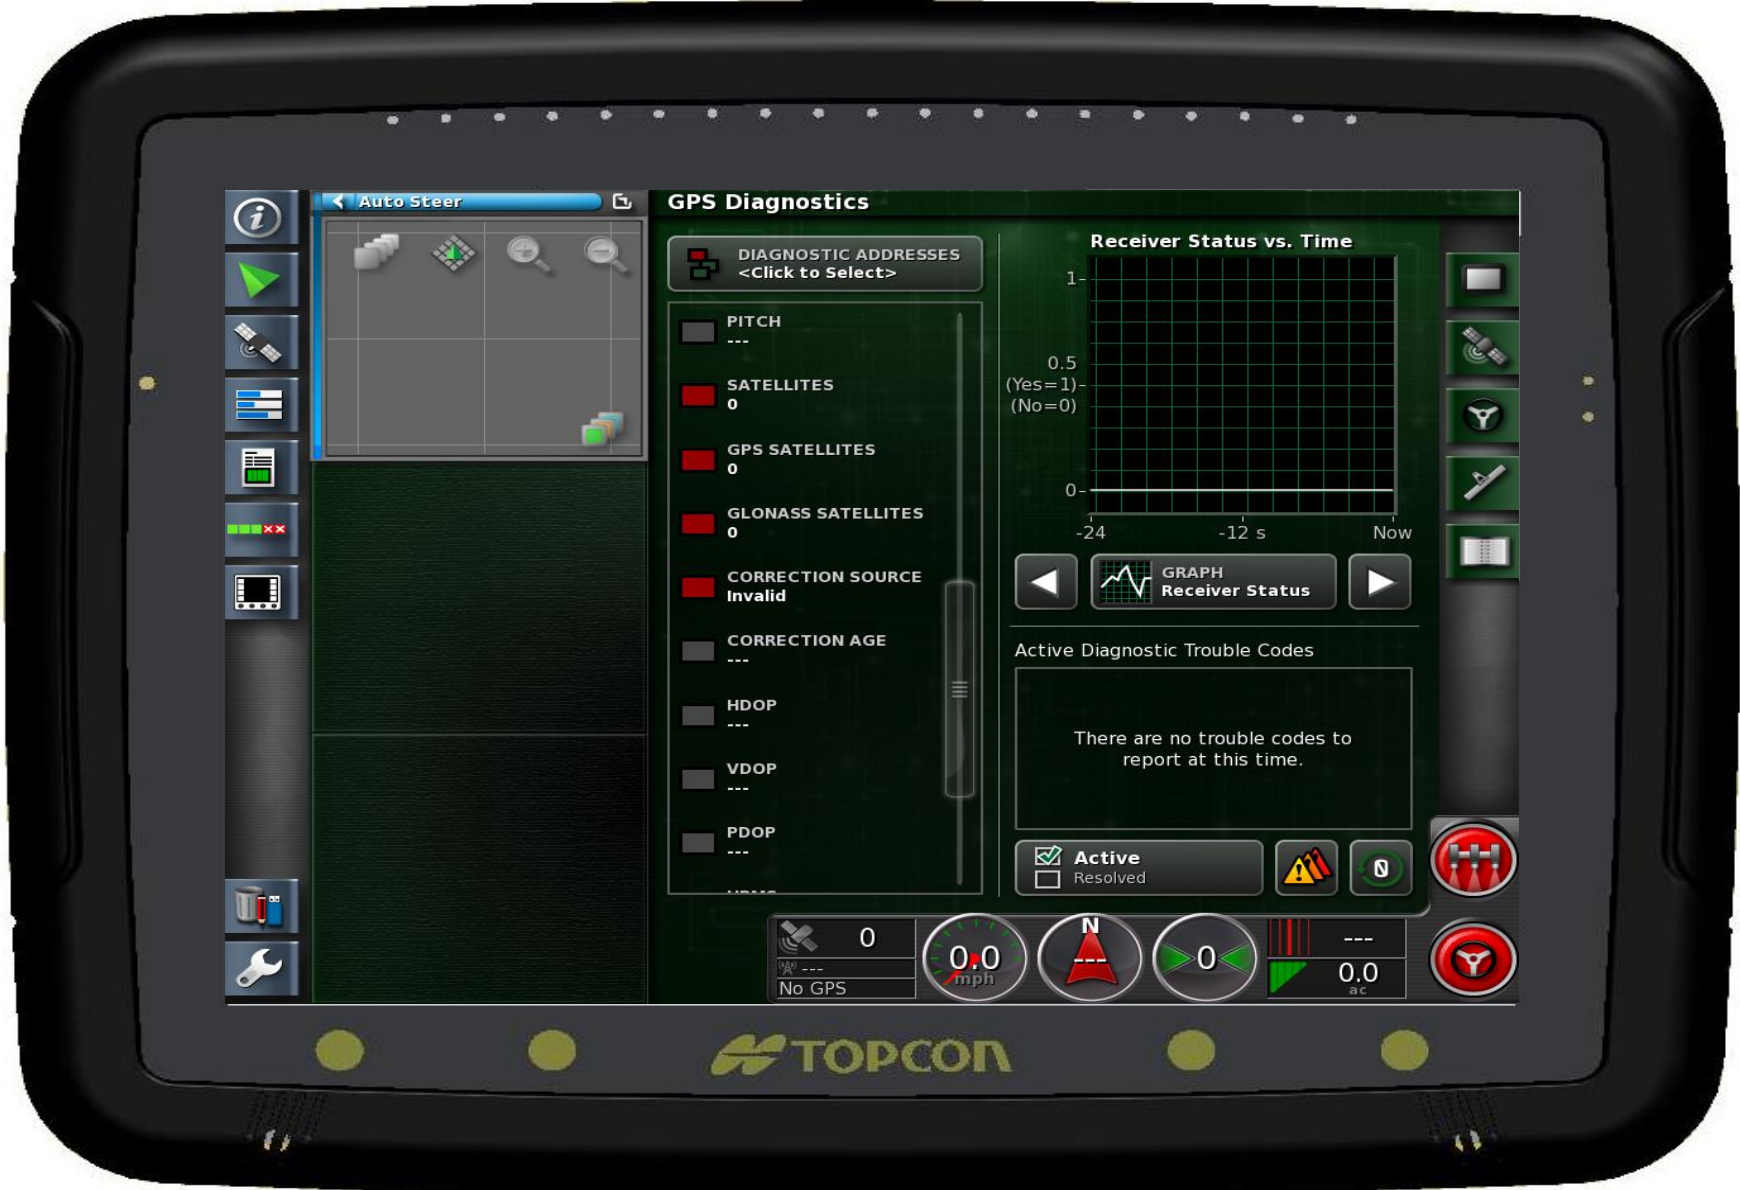 Auto Steer
GPS Diagnostics
DIAGNOSTIC ADDRESSES
<Click to Select>
PITCH
---
SATELLITES
0
GPS SATELLITES
0
GLONASS SATELLITES
0
CORRECTION SOURCE
Invalid
CORRECTION AGE
---
HDOP
---
VDOP
---
PDOP
---
Receiver Status vs. Time
1
0.5
(Yes=1)
(No=0)
0
-24
-12 s
Now
GRAPH
Receiver Status
Active Diagnostic Trouble Codes
There are no trouble codes to
report at this time.
Active
Resolved
0
0
---
No GPS
0.0
mph
N
---
0
---
0.0
ac
TOPCON